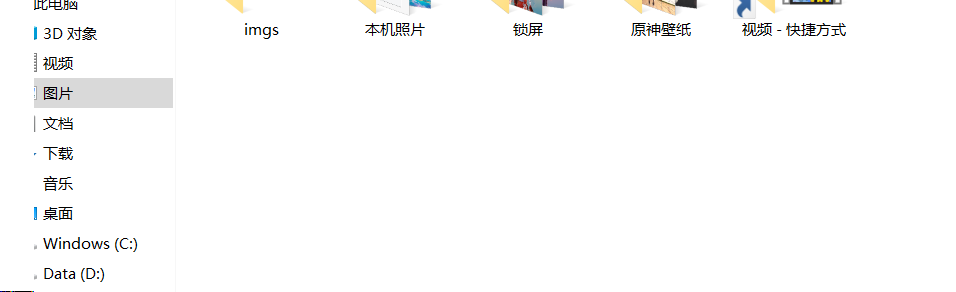 此电脑
3D 对象
视频
图片
文档
下载
音乐
桌面
Windows (C:)
Data (D:)
imgs
本机照片
锁屏
原神壁纸
视频 - 快捷方式